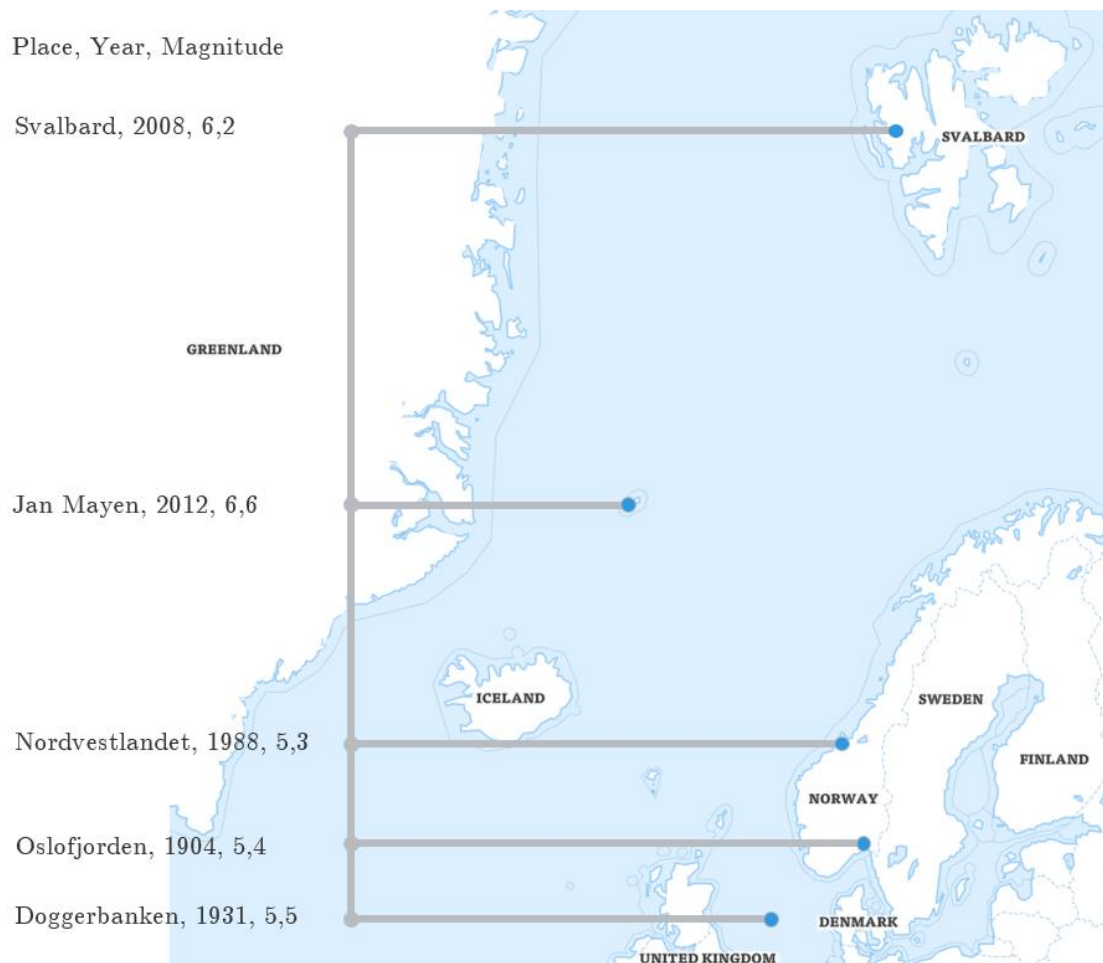 Place, Year, Magnitude
Svalbard, 2008, 6,2
SVALBARD
GREENLAND
Jan Mayen, 2012, 6,6
ICELAND
SWEDEN
Nordvestlandet, 1988, 5,3
FINLAND
NORWAY
Oslofjorden, 1904, 5,4
Doggerbanken, 1931, 5,5
DENMARK
UNITED KINGDOM